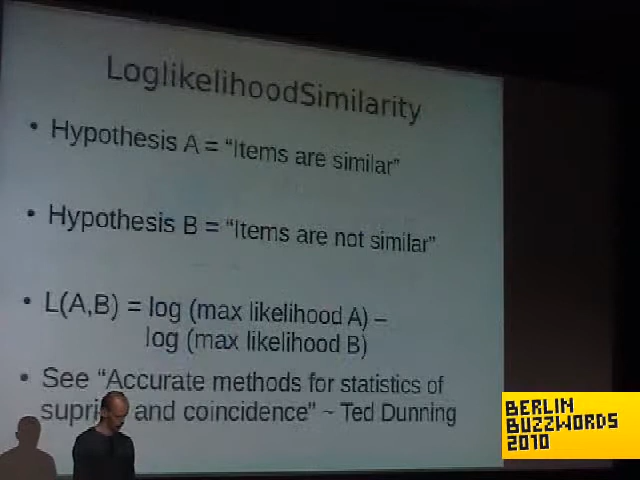 LoglikelihoodSimilarity
• Hypothesis A = “Items are similar”
• Hypothesis B = “Items are not similar”
• L(A,B) = log (max likelihood A) –
log (max likelihood B)
• See “Accurate methods for statistics of
and coincidence” ~ Ted Dunning
BERLIN
BUZZWORDS
2010